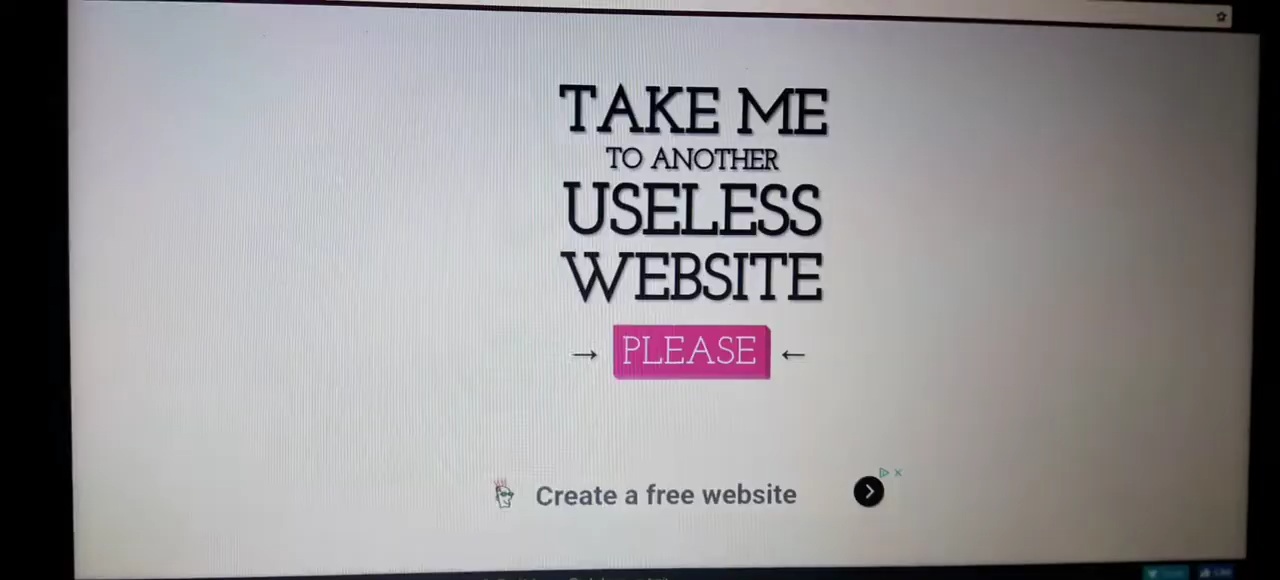 TAKE ME
TO ANOTHER
USELESS
WEBSITE
→ PLEASE ←
Create a free website